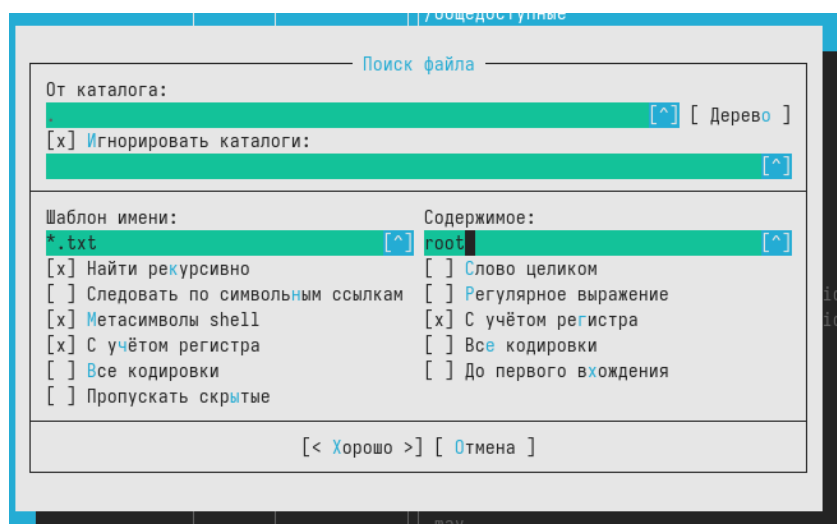 /общедоступные
Поиск файла
От каталога:
. [^] [ Дерево ]
[x] Игнорировать каталоги:
[^]
Шаблон имени: Содержимое:
*.txt [^] root [^]
[x] Найти рекурсивно [ ] Слово целиком
[ ] Следовать по символьным ссылкам [ ] Регулярное выражение
[x] Метасимволы shell [x] С учётом регистра
[x] С учётом регистра [ ] Все кодировки
[ ] Все кодировки [ ] До первого вхождения
[ ] Пропускать скрытые
[< Хорошо >] [ Отмена ]